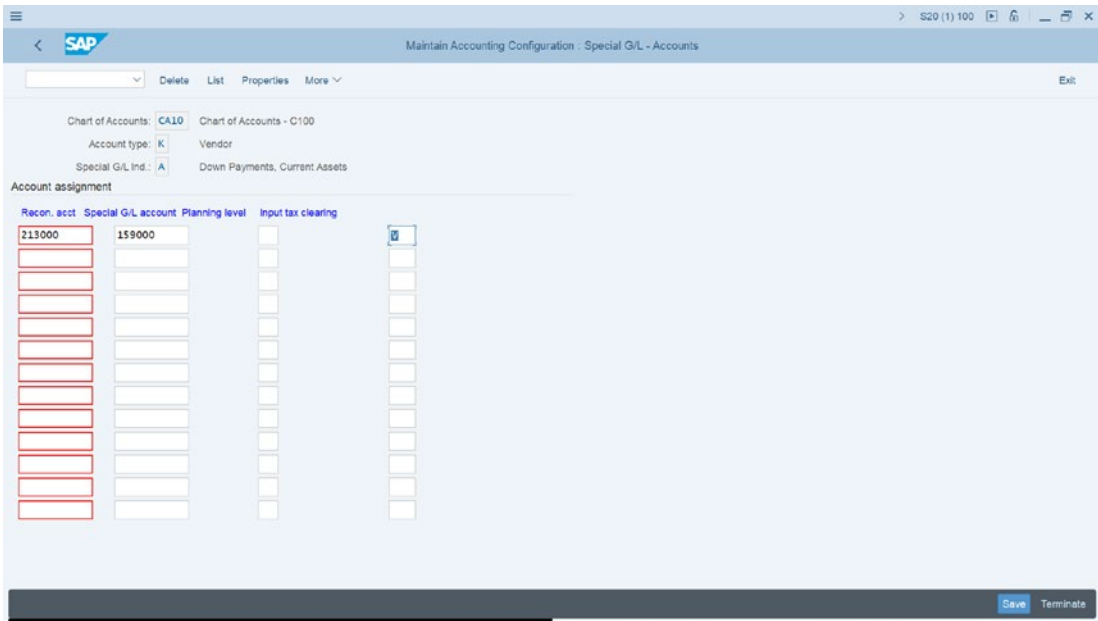 S20 (1) 100
SAP
Maintain Accounting Configuration : Special G/L - Accounts
Delete List Properties More Exit
Chart of Accounts: CA10 Chart of Accounts - C100
Account type: K Vendor
Special G/L Ind.: A Down Payments, Current Assets
Account assignment
Recon. acct Special G/L account Planning level Input tax clearing
213000 159000 V
Save Terminate